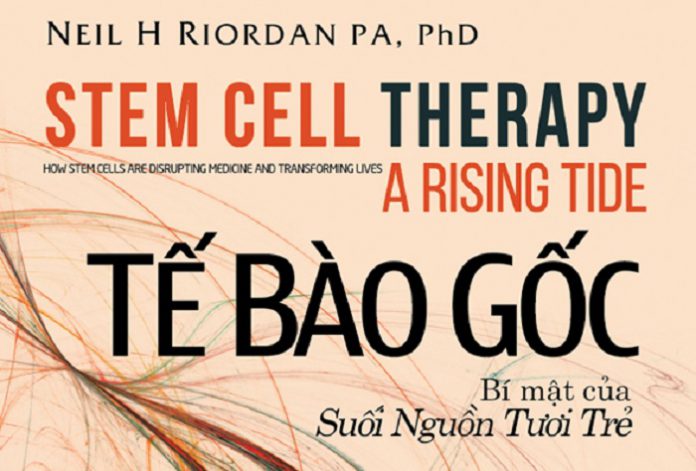 NEIL H RIORDAN PA, PHD
STEM CELL THERAPY
HOW STEM CELLS ARE DISRUPTING MEDICINE AND TRANSFORMING LIVES
A RISING TIDE
TẾ BÀO GỐC
Bí mật của
Suối Nguồn Tươi Trẻ